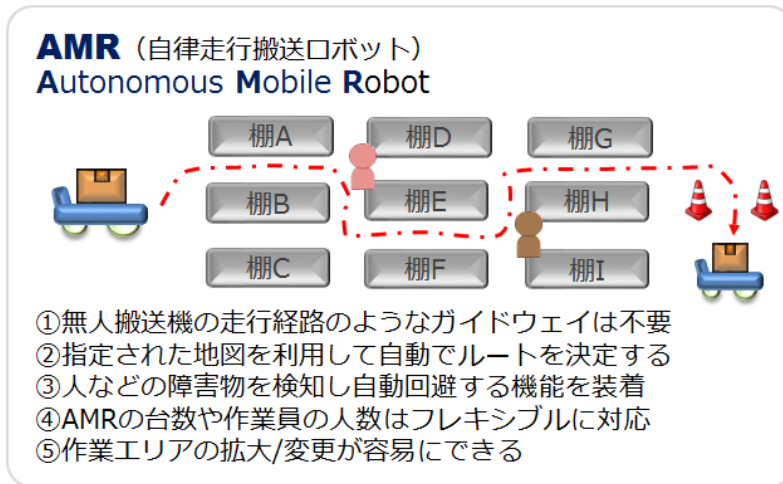 AMR（自律走行搬送ロボット）
Autonomous Mobile Robot
棚A 棚D 棚G
棚B 棚E 棚H
棚C 棚F 棚I
①無人搬送機の走行経路のようなガイドウェイは不要
②指定された地図を利用して自動でルートを決定する
③人などの障害物を検知し自動回避する機能を装着
④AMRの台数や作業員の人数はフレキシブルに対応
⑤作業エリアの拡大/変更が容易にできる